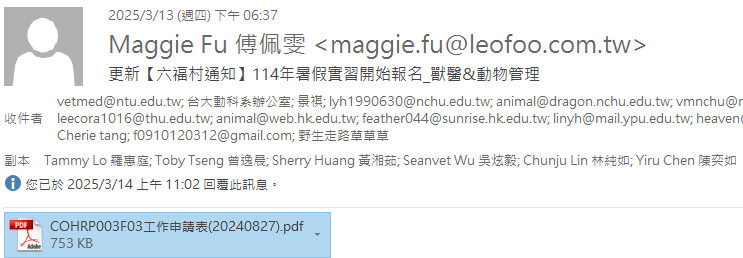 2025/3/13 (週四) 下午 06:37
Maggie Fu 傅佩雯 <maggie.fu@leofoo.com.tw>
更新【六福村通知】114年暑假實習開始報名_獸醫&動物管理
收件者
vetmed@ntu.edu.tw; 台大動科系辦公室; 景祺; lyh1990630@nchu.edu.tw; animal@dragon.nchu.edu.tw; vmnchu@n
leecora1016@thu.edu.tw; animal@web.hk.edu.tw; feather044@sunrise.hk.edu.tw; linyh@mail.ypu.edu.tw; heaven(
Cherie tang; f0910120312@gmail.com; 野生走路草草草
副本 Tammy Lo 羅惠庭; Toby Tseng 曾逸晨; Sherry Huang 黃湘茹; Seanvet Wu 吳炫毅; Chunju Lin 林純如; Yiru Chen 陳奕如
您已於 2025/3/14 上午 11:02 回覆此訊息。
PDF
Adobe
COHRP003F03工作申請表(20240827).pdf
753 KB